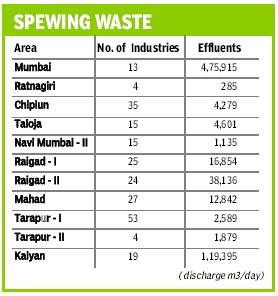 SPEWING WASTE
Area No. of Industries Effluents
Mumbai 13 4,75,915
Ratnagiri 4 285
Chiplun 35 4,279
Taloja 15 4,601
Navi Mumbai - II 15 1,135
Raigad - I 25 16,854
Raigad - II 24 38,136
Mahad 27 12,842
Tarapur - I 53 2,589
Tarapur - II 4 1,879
Kalyan 19 1,19,395
(discharge m3/day)